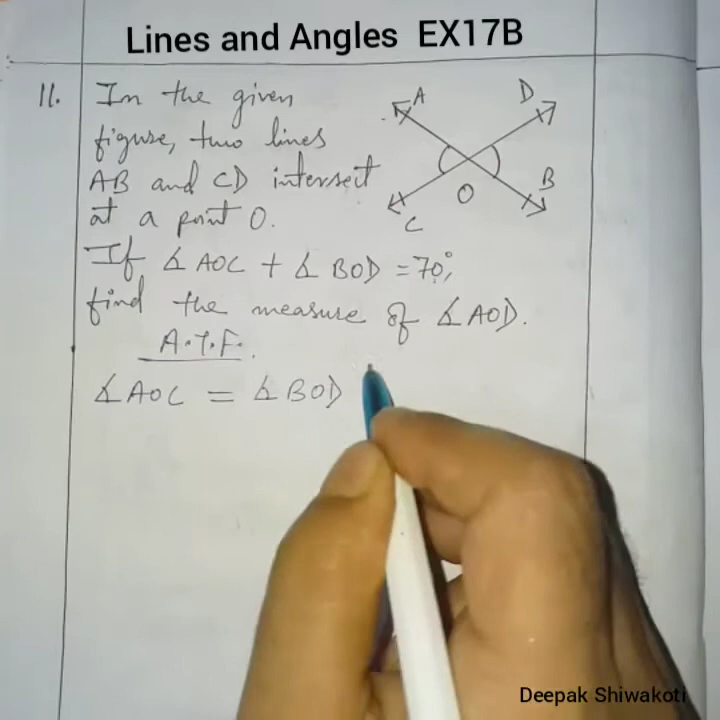 Lines and Angles EX17B
11. In the given
figure, two lines
AB and CD intersect
at a point O.
If ∡ AOC + ∡ BOD = 70°,
find the measure of ∡AOD.
A
D
O
B
C
A.T.F.
∡AOC = ∡BOD
Deepak Shiwakoti